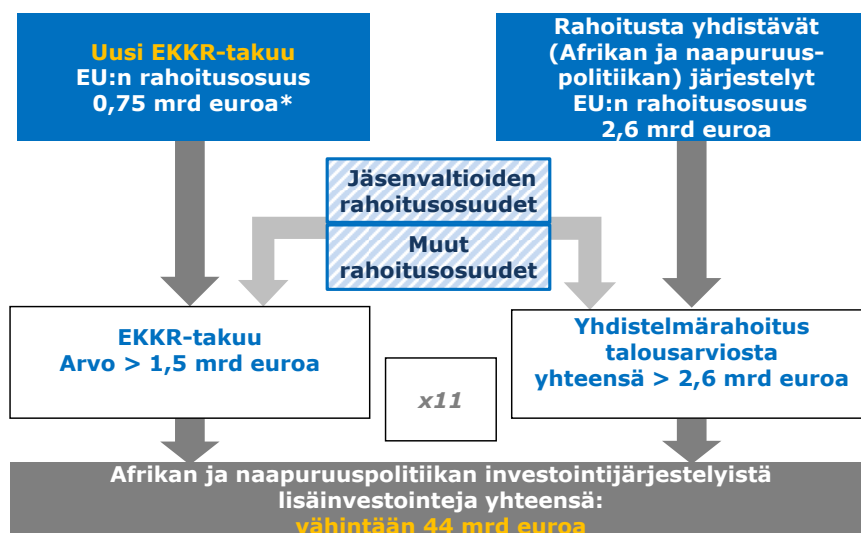 Uusi EKKR-takuu
EU:n rahoitusosuus
0,75 mrd euroa*
Rahoitusta yhdistävät
(Afrikan ja naapuruus-
politiikan) järjestelyt
EU:n rahoitusosuus
2,6 mrd euroa
Jäsenvaltioiden
rahoitusosuudet
Muut
rahoitusosuudet
EKKR-takuu
Arvo > 1,5 mrd euroa
Yhdistelmärahoitus
talousarviosta
yhteensä > 2,6 mrd euroa
x11
Afrikan ja naapuruuspolitiikan investointijärjestelyistä
lisäinvestointeja yhteensä:
vähintään 44 mrd euroa